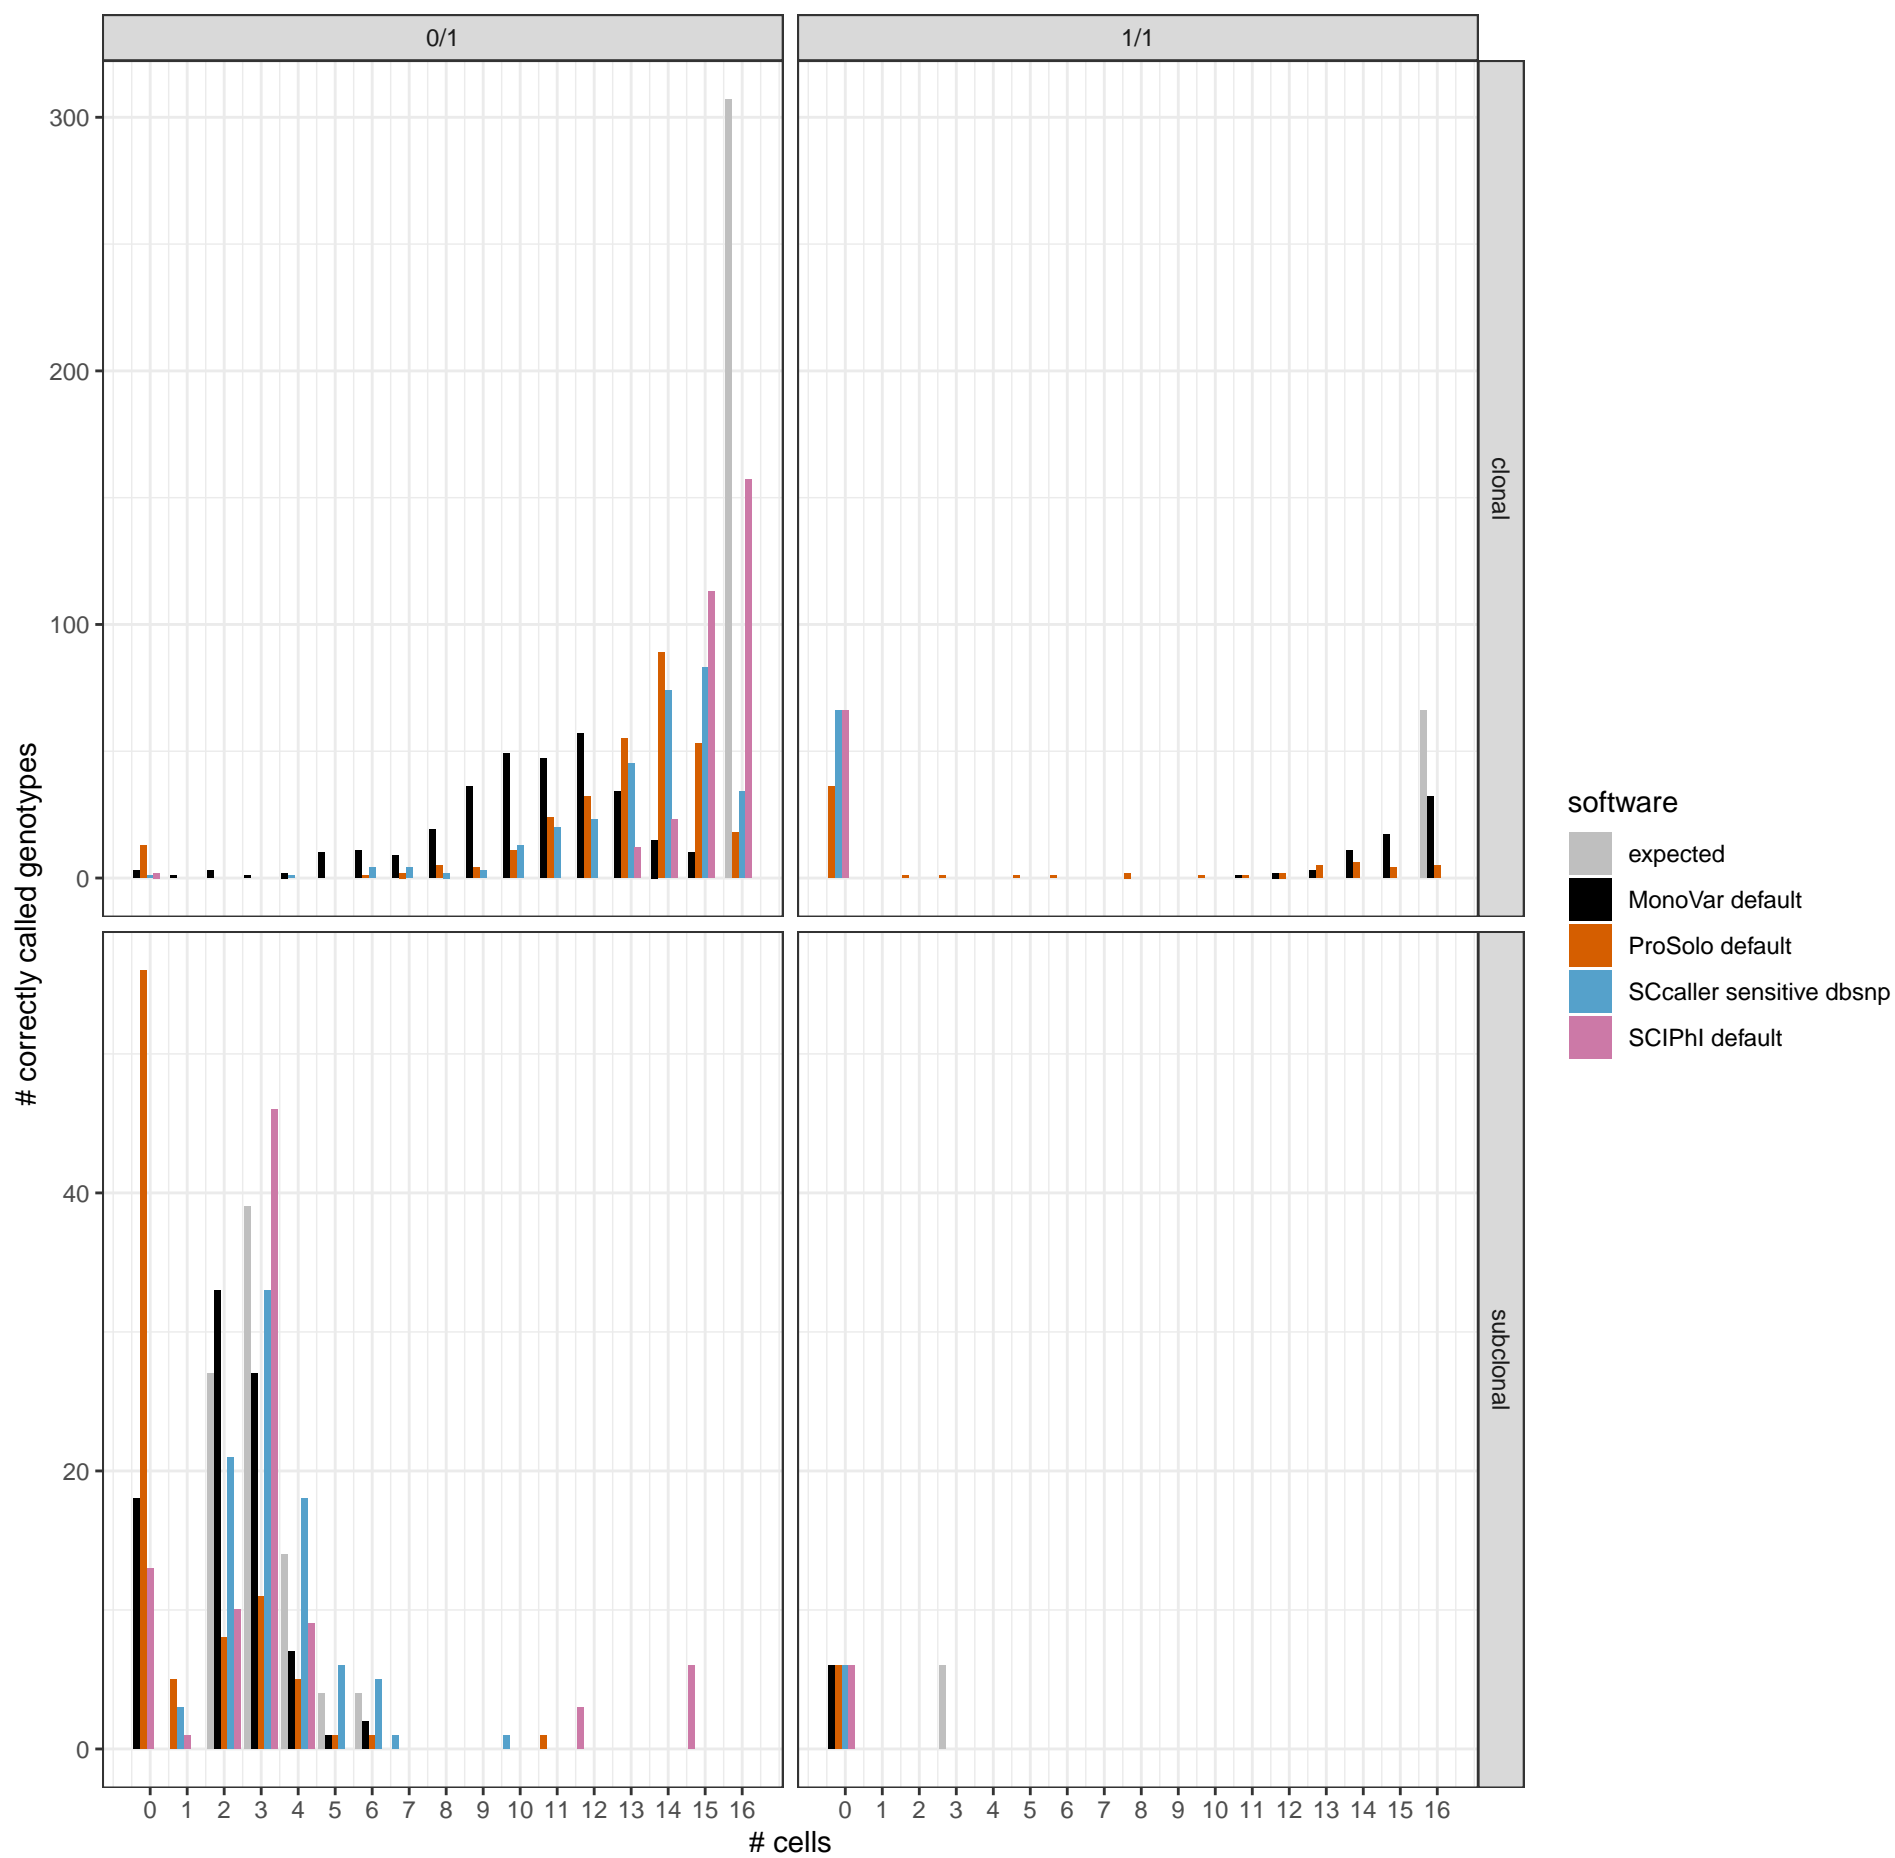 0/1
1/1
300
200
100
0
clonal
40
20
0
subclonal
# correctly called genotypes
0 1 2 3 4 5 6 7 8 9 10 11 12 13 14 15 16
0 1 2 3 4 5 6 7 8 9 10 11 12 13 14 15 16
# cells
software
expected
MonoVar default
ProSolo default
SCcaller sensitive dbsnp
SCIPhI default